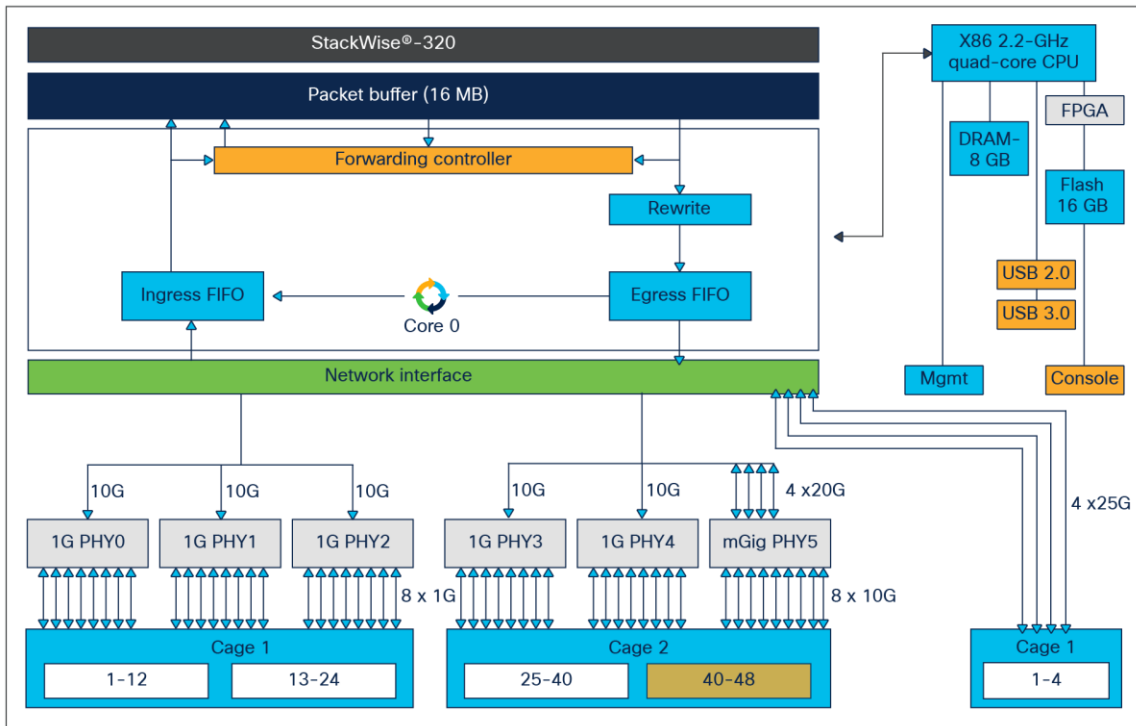 StackWise®-320
Packet buffer (16 MB)
Forwarding controller
Rewrite
Ingress FIFO
Core 0
Egress FIFO
Network interface
X86 2.2-GHz
quad-core CPU
FPGA
DRAM-
8 GB
Flash
16 GB
USB 2.0
USB 3.0
Mgmt
Console
10G
10G
10G
10G
10G
4 x20G
4 x25G
1G PHY0
1G PHY1
1G PHY2
1G PHY3
1G PHY4
mGig PHY5
8 x 1G
8 x 10G
Cage 1
1-12
13-24
Cage 2
25-40
40-48
Cage 1
1-4